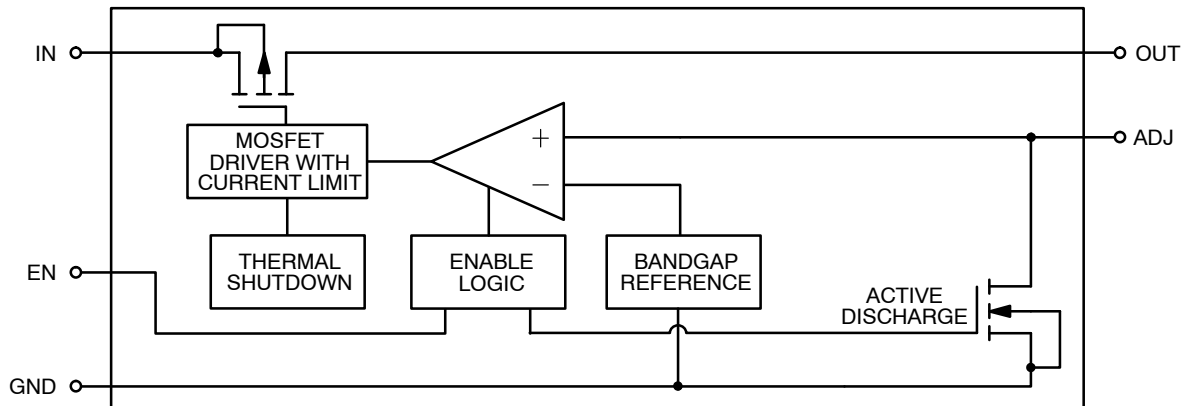 IN
OUT
MOSFET
DRIVER WITH
CURRENT LIMIT
+
−
ADJ
THERMAL
SHUTDOWN
ENABLE
LOGIC
BANDGAP
REFERENCE
EN
ACTIVE
DISCHARGE
GND